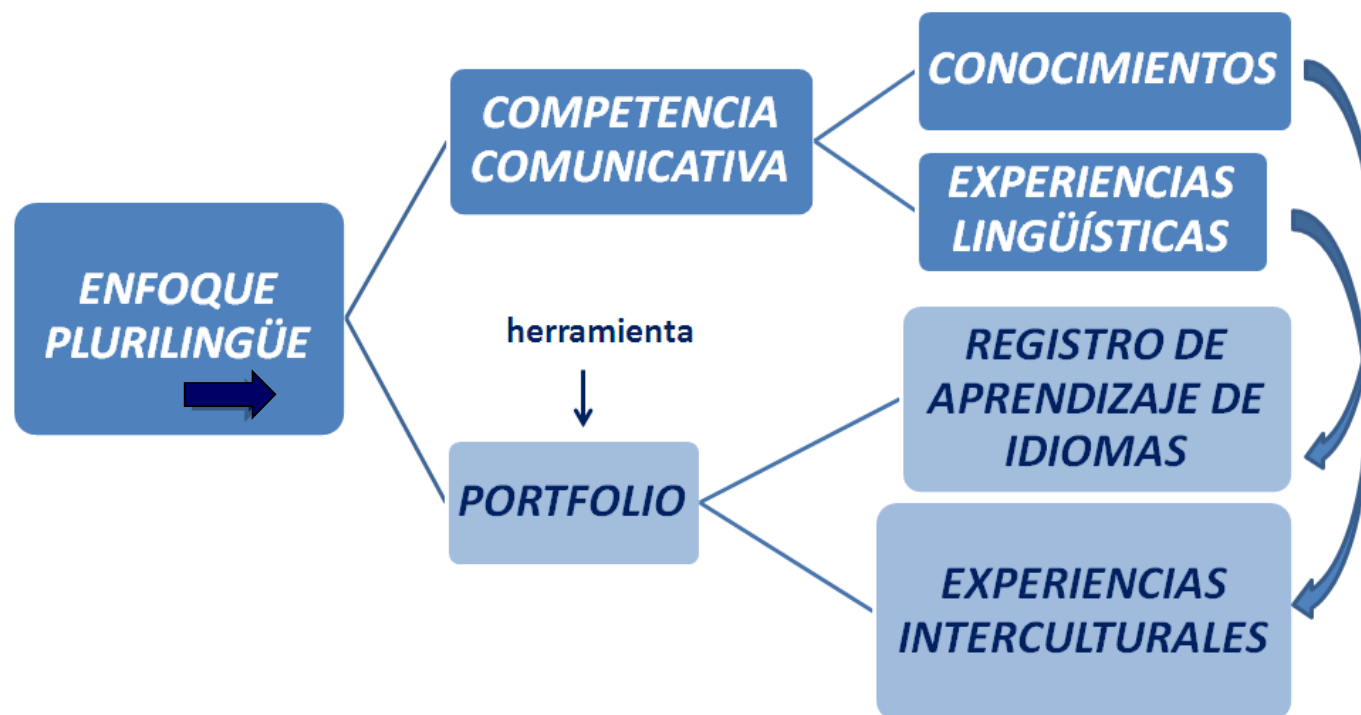 ENFOQUE
PLURILINGÜE
COMPETENCIA
COMUNICATIVA
CONOCIMIENTOS
EXPERIENCIAS
LINGÜÍSTICAS
herramienta
PORTFOLIO
REGISTRO DE
APRENDIZAJE DE
IDIOMAS
EXPERIENCIAS
INTERCULTURALES